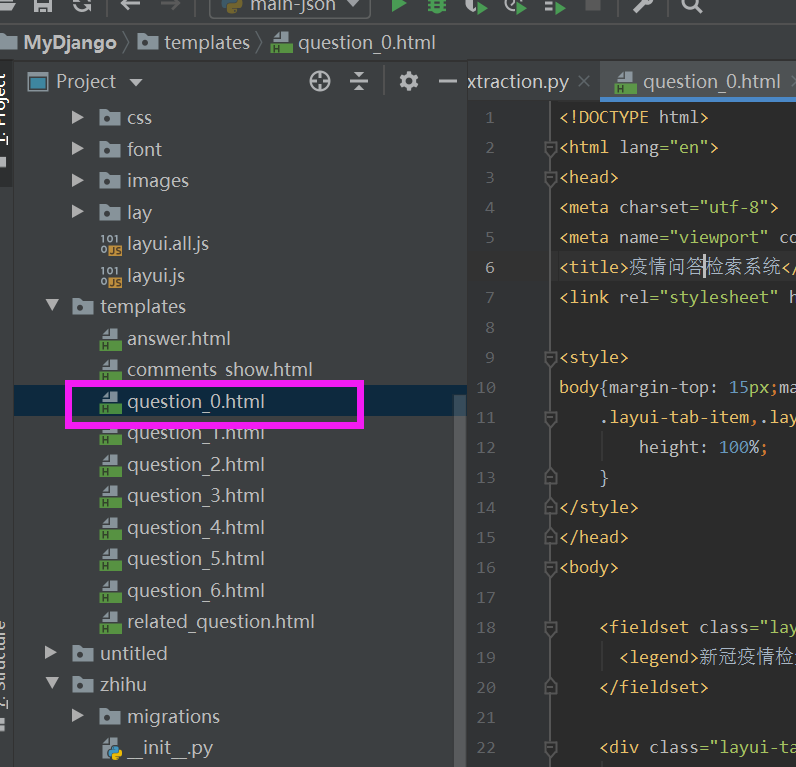 main-json
MyDjango
templates
question_0.html
Project
css
font
images
lay
layui.all.js
layui.js
templates
answer.html
comments_show.html
question_0.html
question_1.html
question_2.html
question_3.html
question_4.html
question_5.html
question_6.html
related_question.html
untitled
zhihu
migrations
__init__.py
xtraction.py
question_0.html
1 <!DOCTYPE html>
2 <html lang="en">
3 <head>
4 <meta charset="utf-8">
5 <meta name="viewport" co
6 <title>疫情问答检索系统</
7 <link rel="stylesheet" h
8
9 <style>
10 body{margin-top: 15px;ma
11 .layui-tab-item,.lay
12 height: 100%;
13 }
14 </style>
15 </head>
16 <body>
17
18 <fieldset class="lay
19 <legend>新冠疫情检
20 </fieldset>
21
22 <div class="layui-ta